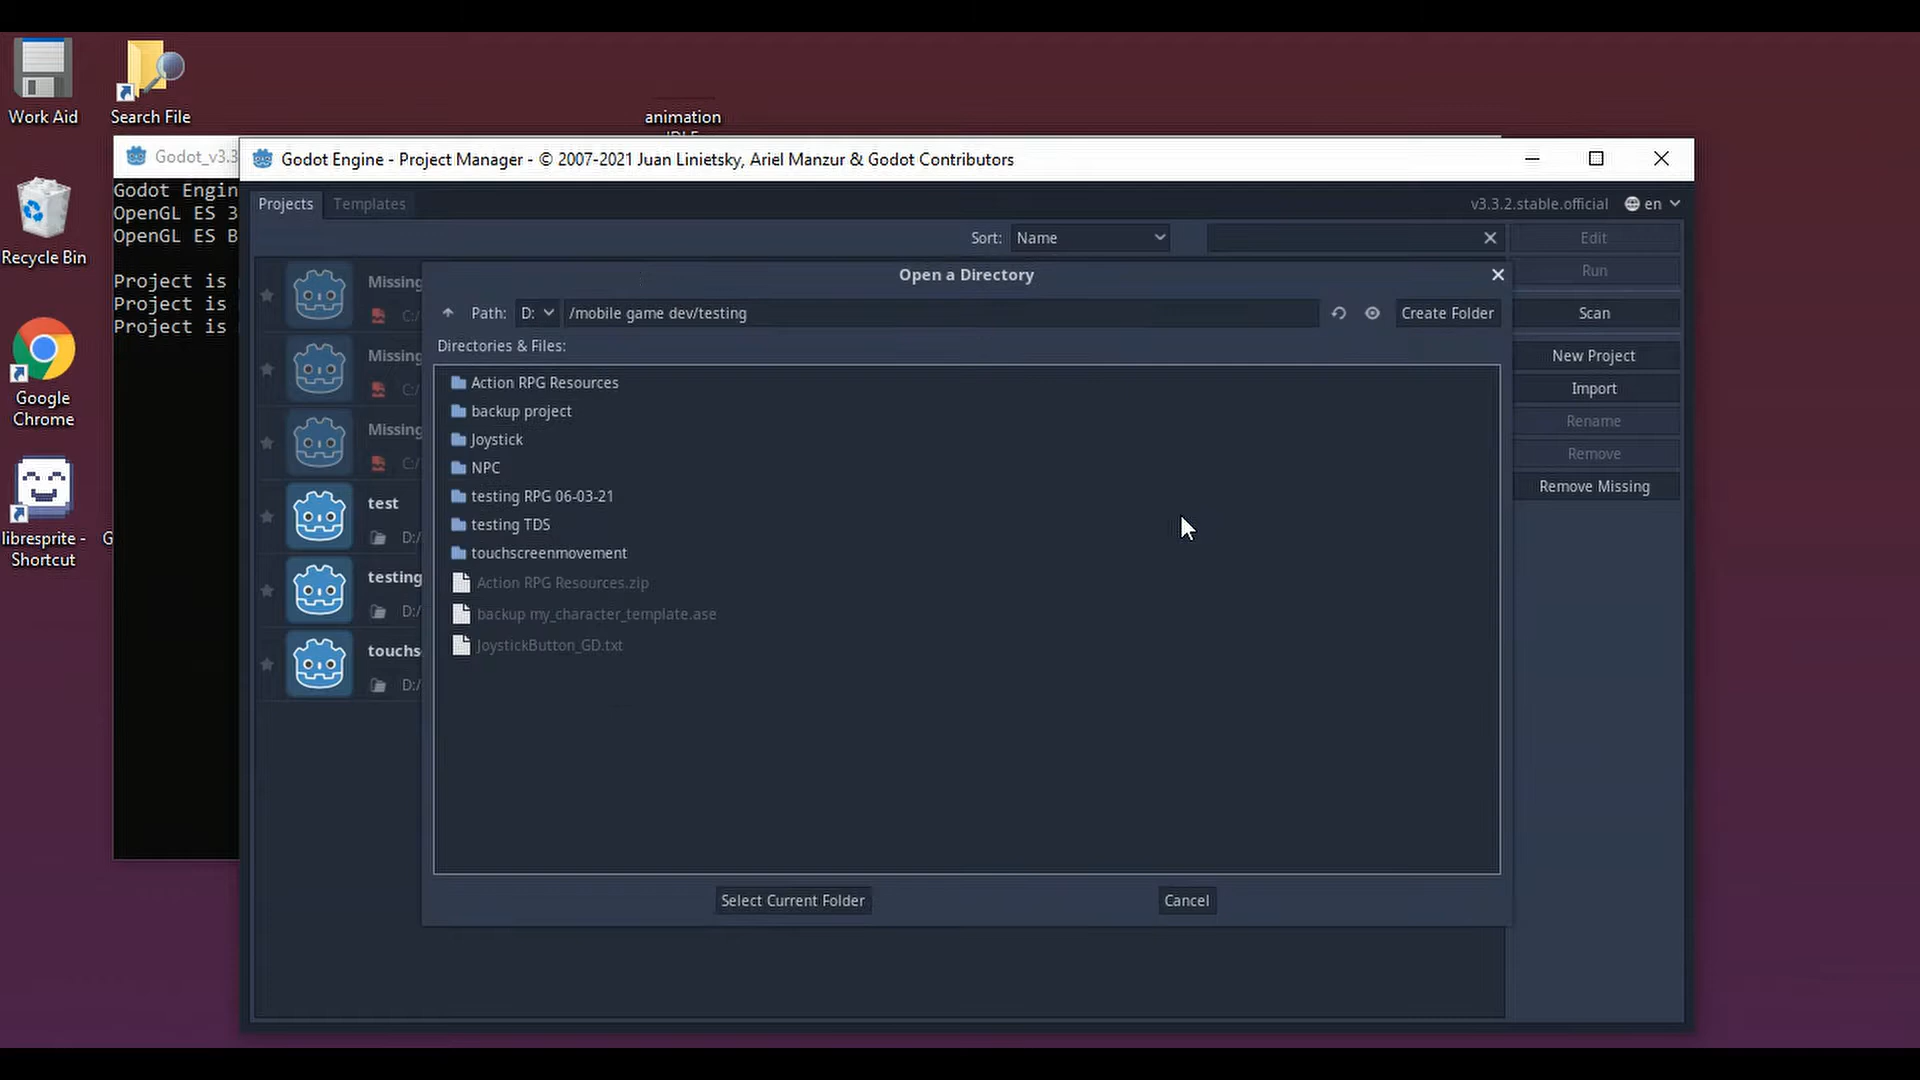 Work Aid
Search File
animation
Godot_v3.3
Godot Engine - Project Manager - © 2007-2021 Juan Linietsky, Ariel Manzur & Godot Contributors
Godot Engin
OpenGL ES 3
OpenGL ES B
Project is
Project is
Project is
Recycle Bin
Google
Chrome
libresprite -
Shortcut
G
Projects
Templates
v3.3.2.stable.official
en
Sort:
Name
Edit
Run
Scan
New Project
Import
Rename
Remove
Remove Missing
Missing
C:/
Missing
C:/
Missing
C:/
test
D:/
testing
D:/
touchs
D:/
Open a Directory
Path:
D:
/mobile game dev/testing
Create Folder
Directories & Files:
Action RPG Resources
backup project
Joystick
NPC
testing RPG 06-03-21
testing TDS
touchscreenmovement
Action RPG Resources.zip
backup my_character_template.ase
JoystickButton_GD.txt
Select Current Folder
Cancel